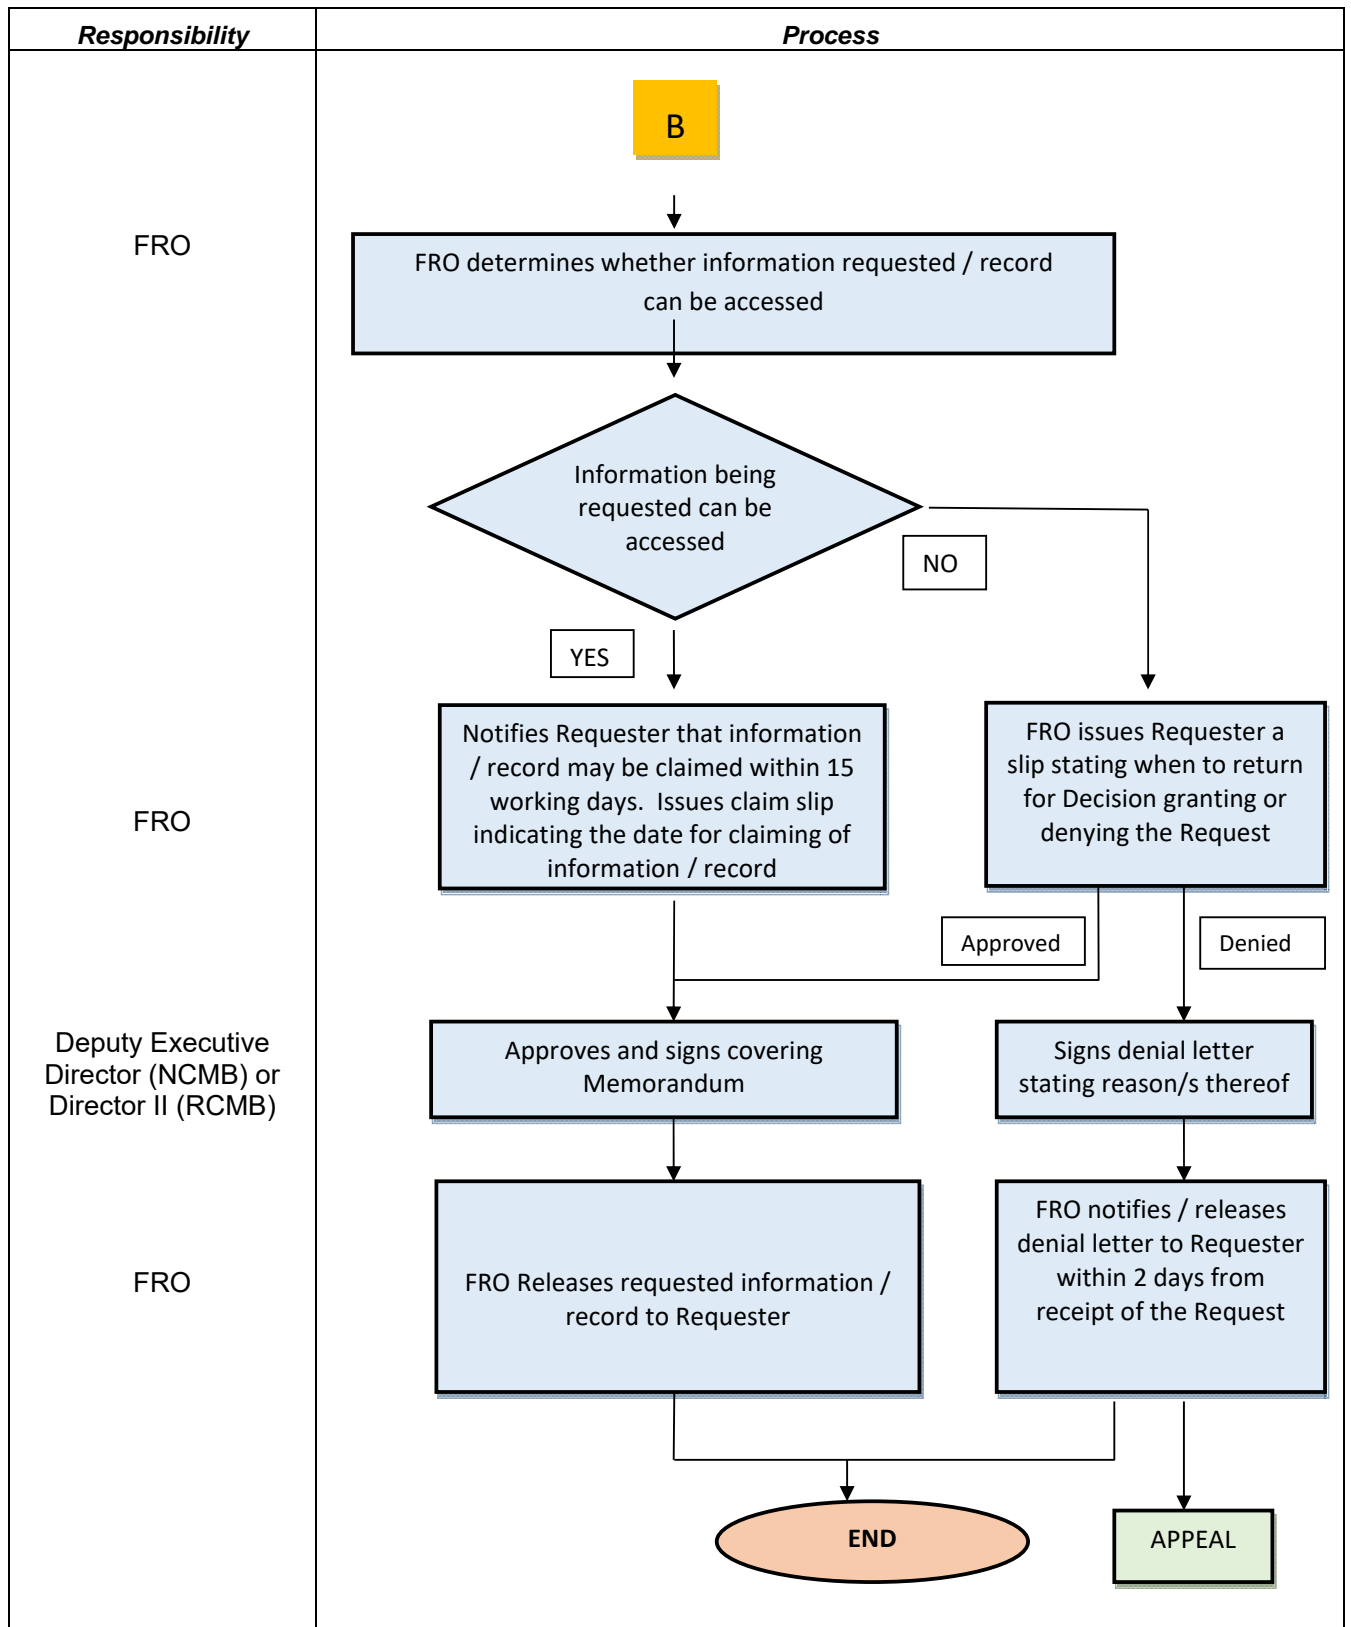 Responsibility
Process
B
FRO
FRO determines whether information requested / record
can be accessed
Information being
requested can be
accessed
NO
YES
FRO
Notifies Requester that information
/ record may be claimed within 15
working days.  Issues claim slip
indicating the date for claiming of
information / record
FRO issues Requester a
slip stating when to return
for Decision granting or
denying the Request
Approved
Denied
Deputy Executive
Director (NCMB) or
Director II (RCMB)
Approves and signs covering
Memorandum
Signs denial letter
stating reason/s thereof
FRO
FRO Releases requested information /
record to Requester
FRO notifies / releases
denial letter to Requester
within 2 days from
receipt of the Request
END
APPEAL